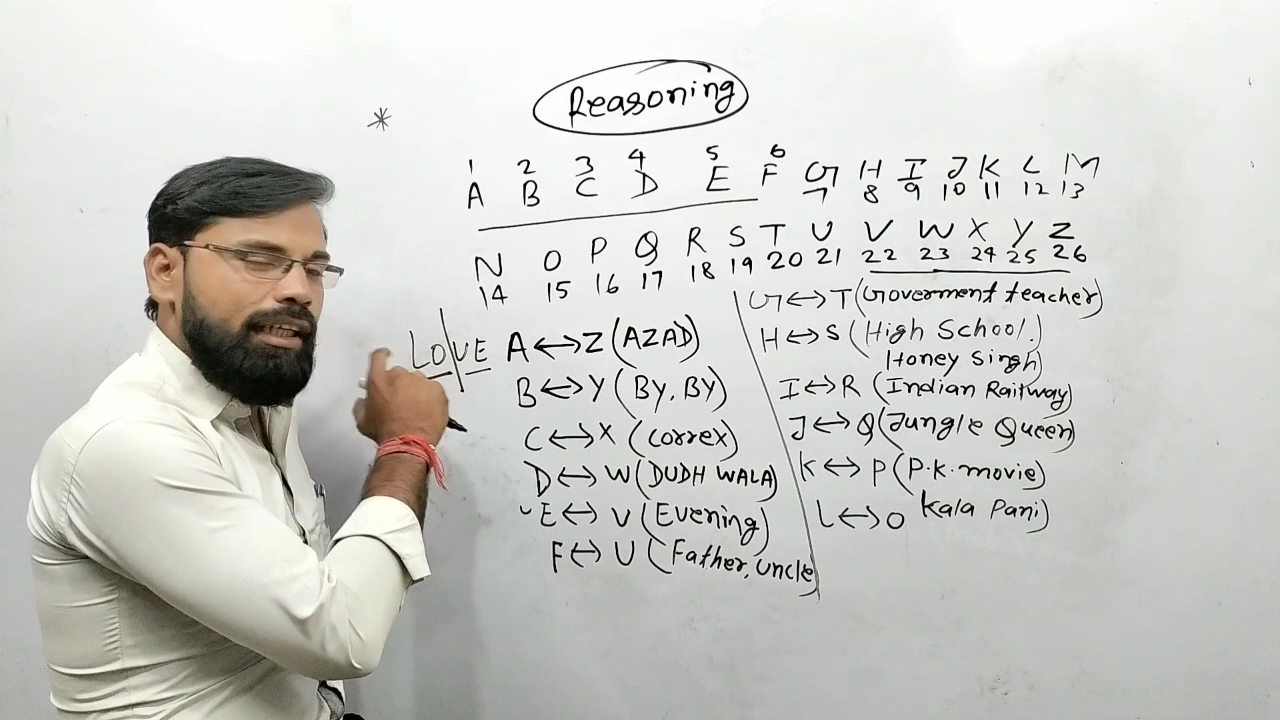 Reasoning
*
1 2 3 4 5 6
A B C D E F G H I J K L M
7 8 9 10 11 12 13
N O P Q R S T U V W X Y Z
14 15 16 17 18 19 20 21 22 23 24 25 26
LO|VE
A↔Z (AZAD)
B↔Y (BY, BY)
C↔X (Correx)
D↔W (DUDH WALA)
E↔V (Evening)
F↔U (Father, uncle)
G↔T (Goverment teacher)
H↔S (High School.
Honey Singh)
I↔R (Indian Railway)
J↔Q (Jungle Queen)
K↔P (P.K. movie)
Kala Pani)
L↔O